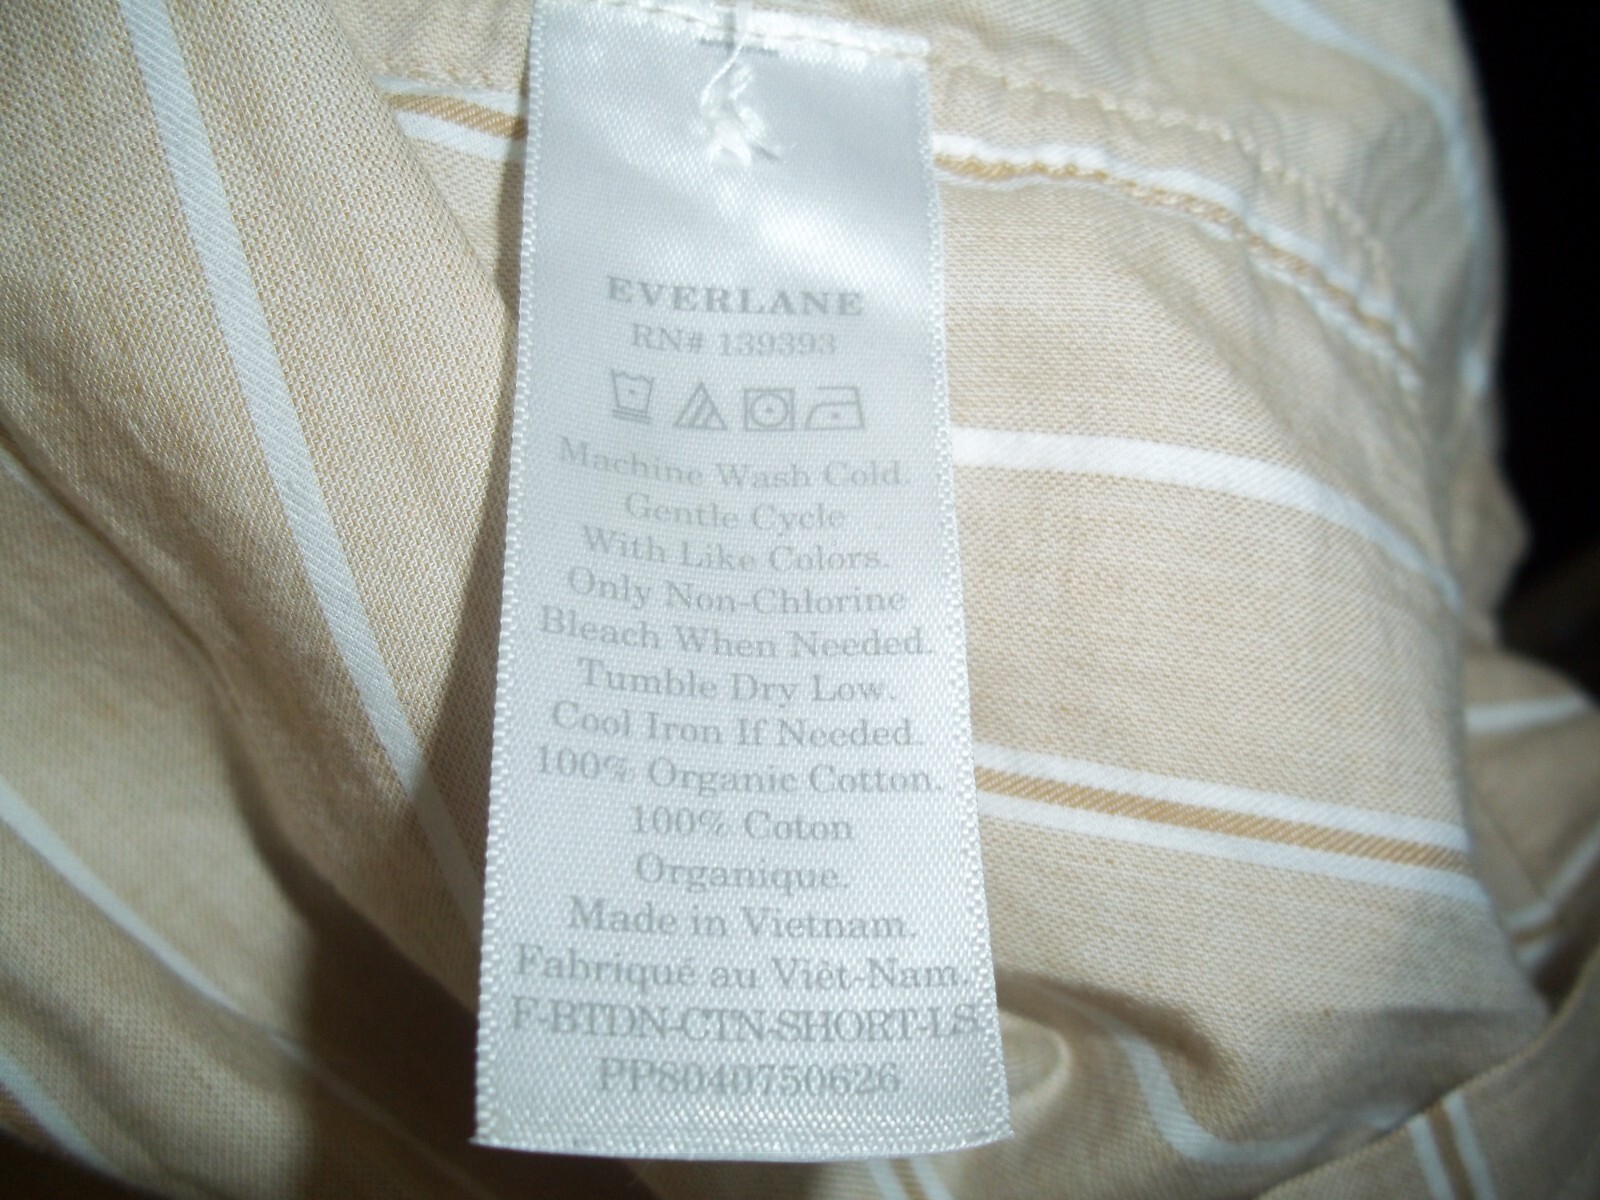 EVERLANE
RN# 139393
Machine Wash Cold.
Gentle Cycle
With Like Colors.
Only Non-Chlorine
Bleach When Needed.
Tumble Dry Low.
Cool Iron If Needed.
100% Organic Cotton.
100% Coton
Organique.
Made in Vietnam.
Fabriqué au Viêt-Nam.
F-BTDN-CTN-SHORT-LS
PPS040750626